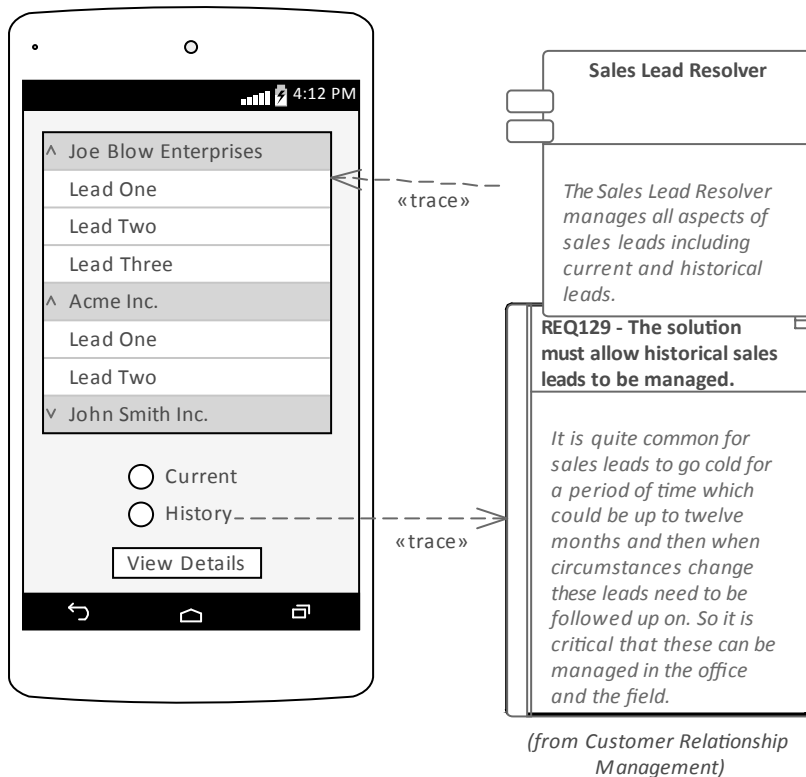 4:12 PM
Joe Blow Enterprises
Lead One
Lead Two
Lead Three
Acme Inc.
Lead One
Lead Two
John Smith Inc.
Current
History
View Details
«trace»
«trace»
Sales Lead Resolver
The Sales Lead Resolver
manages all aspects of
sales leads including
current and historical
leads.
REQ129 - The solution
must allow historical sales
leads to be managed.
It is quite common for
sales leads to go cold for
a period of time which
could be up to twelve
months and then when
circumstances change
these leads need to be
followed up on. So it is
critical that these can be
managed in the office
and the field.
(from Customer Relationship
Management)